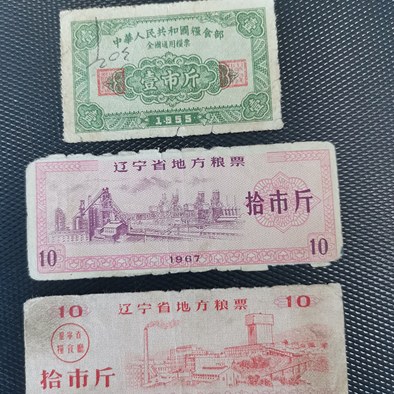 中華人民共和國糧食部
全國通用糧票
壹市斤
1955
辽宁省地方粮票
拾市斤
10
10
1967
10
辽宁省地方粮票
10
拾市斤